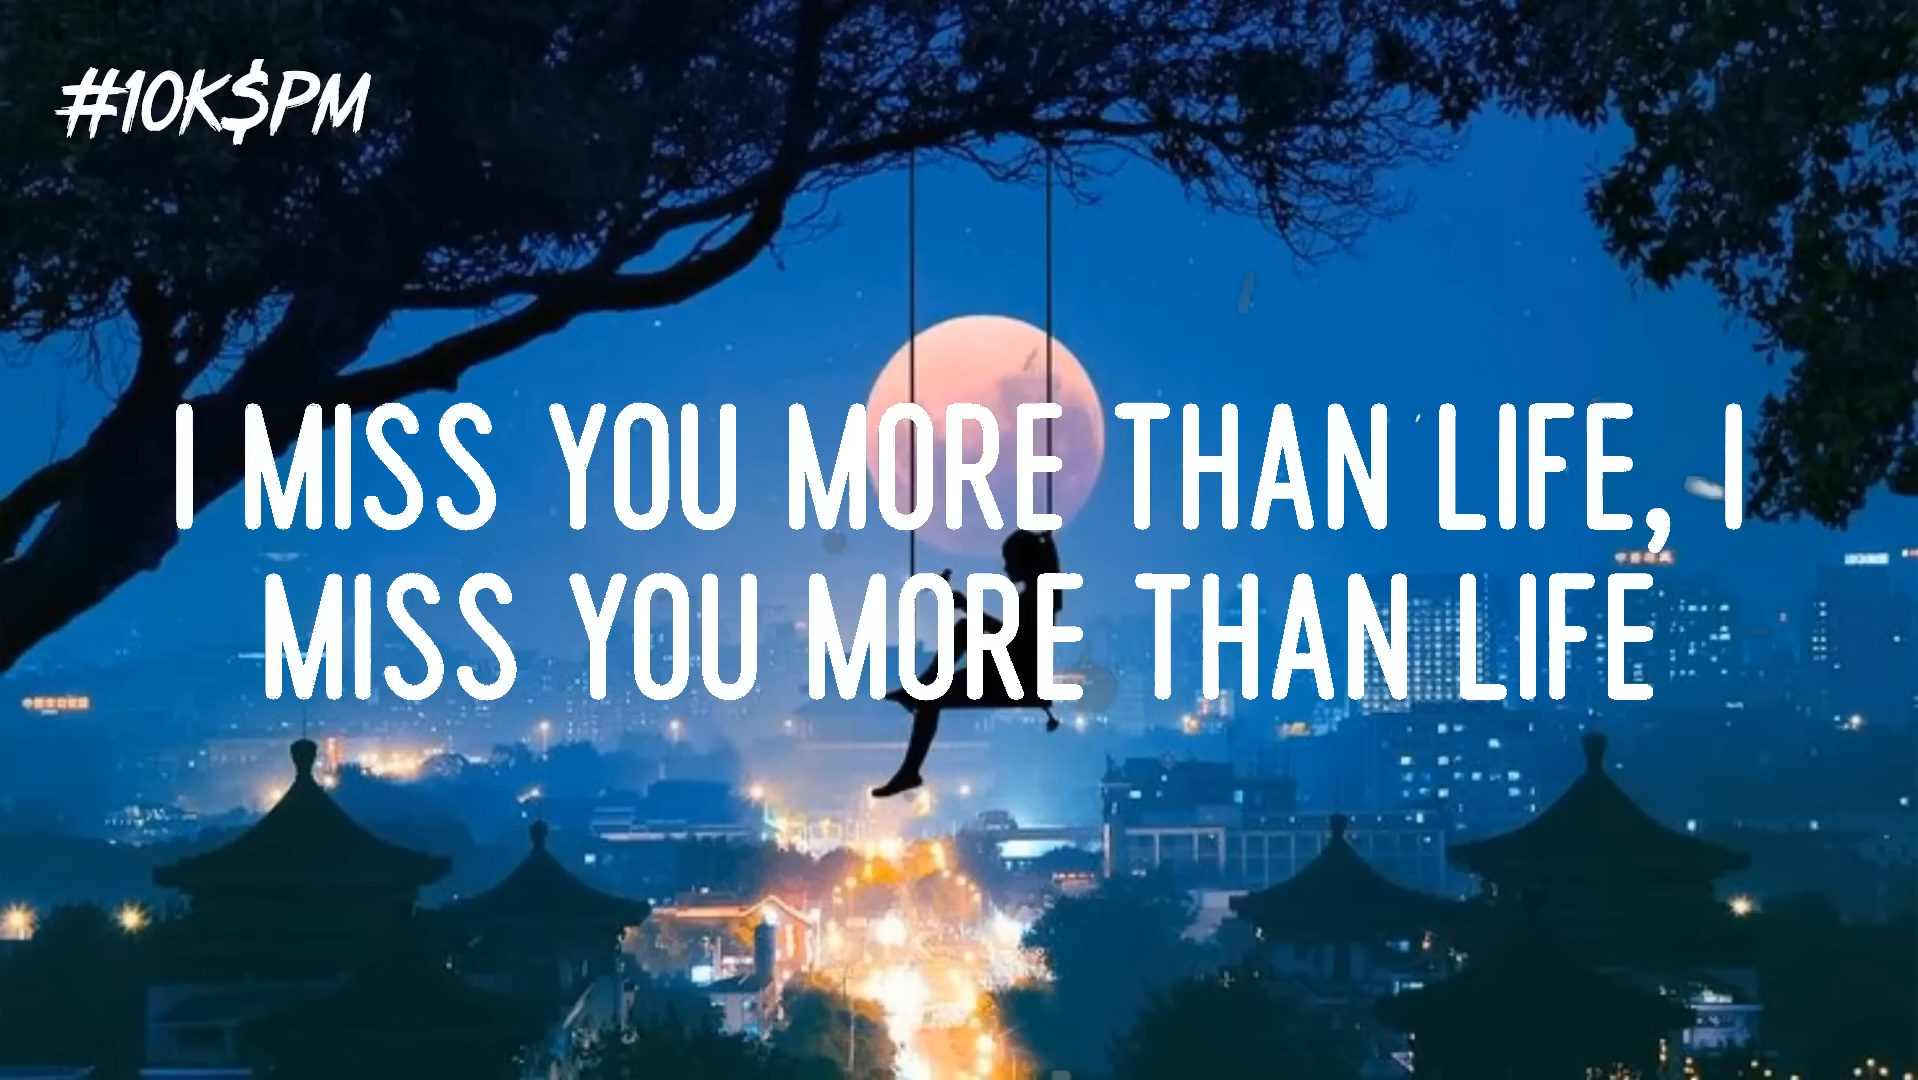 #10K$PM
I MISS YOU MORE THAN LIFE, I
MISS YOU MORE THAN LIFE